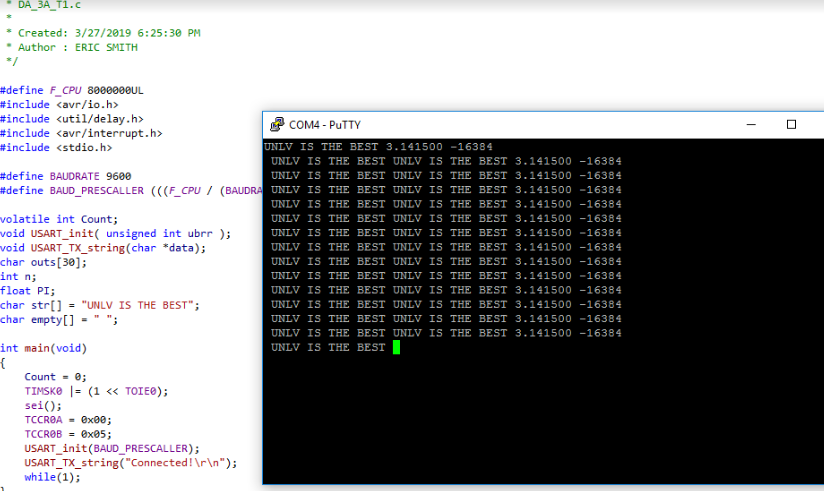 * DA_3A_T1.c
*
* Created: 3/27/2019 6:25:30 PM
* Author : ERIC SMITH
*/
#define F_CPU 8000000UL
#include <avr/io.h>
#include <util/delay.h>
#include <avr/interrupt.h>
#include <stdio.h>
#define BAUDRATE 9600
#define BAUD_PRESCALLER (((F_CPU / (BAUDRA
volatile int Count;
void USART_init( unsigned int ubrr );
void USART_TX_string(char *data);
char outs[30];
int n;
float PI;
char str[] = "UNLV IS THE BEST";
char empty[] = " ";
int main(void)
{
Count = 0;
TIMSK0 |= (1 << TOIE0);
sei();
TCCR0A = 0x00;
TCCR0B = 0x05;
USART_init(BAUD_PRESCALLER);
USART_TX_string("Connected!\r\n");
while(1);
COM4 - PuTTY
UNLV IS THE BEST 3.141500 -16384
UNLV IS THE BEST UNLV IS THE BEST 3.141500 -16384
UNLV IS THE BEST UNLV IS THE BEST 3.141500 -16384
UNLV IS THE BEST UNLV IS THE BEST 3.141500 -16384
UNLV IS THE BEST UNLV IS THE BEST 3.141500 -16384
UNLV IS THE BEST UNLV IS THE BEST 3.141500 -16384
UNLV IS THE BEST UNLV IS THE BEST 3.141500 -16384
UNLV IS THE BEST UNLV IS THE BEST 3.141500 -16384
UNLV IS THE BEST UNLV IS THE BEST 3.141500 -16384
UNLV IS THE BEST UNLV IS THE BEST 3.141500 -16384
UNLV IS THE BEST UNLV IS THE BEST 3.141500 -16384
UNLV IS THE BEST UNLV IS THE BEST 3.141500 -16384
UNLV IS THE BEST UNLV IS THE BEST 3.141500 -16384
UNLV IS THE BEST UNLV IS THE BEST 3.141500 -16384
UNLV IS THE BEST